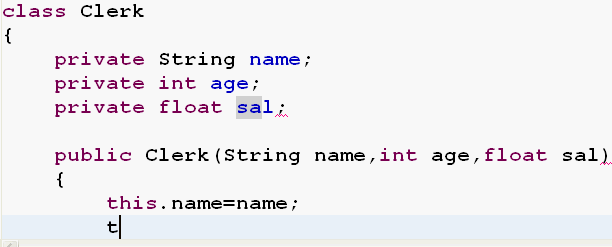 class Clerk
{
    private String name;
    private int age;
    private float sal;

    public Clerk(String name,int age,float sal)
    {
        this.name=name;
        t